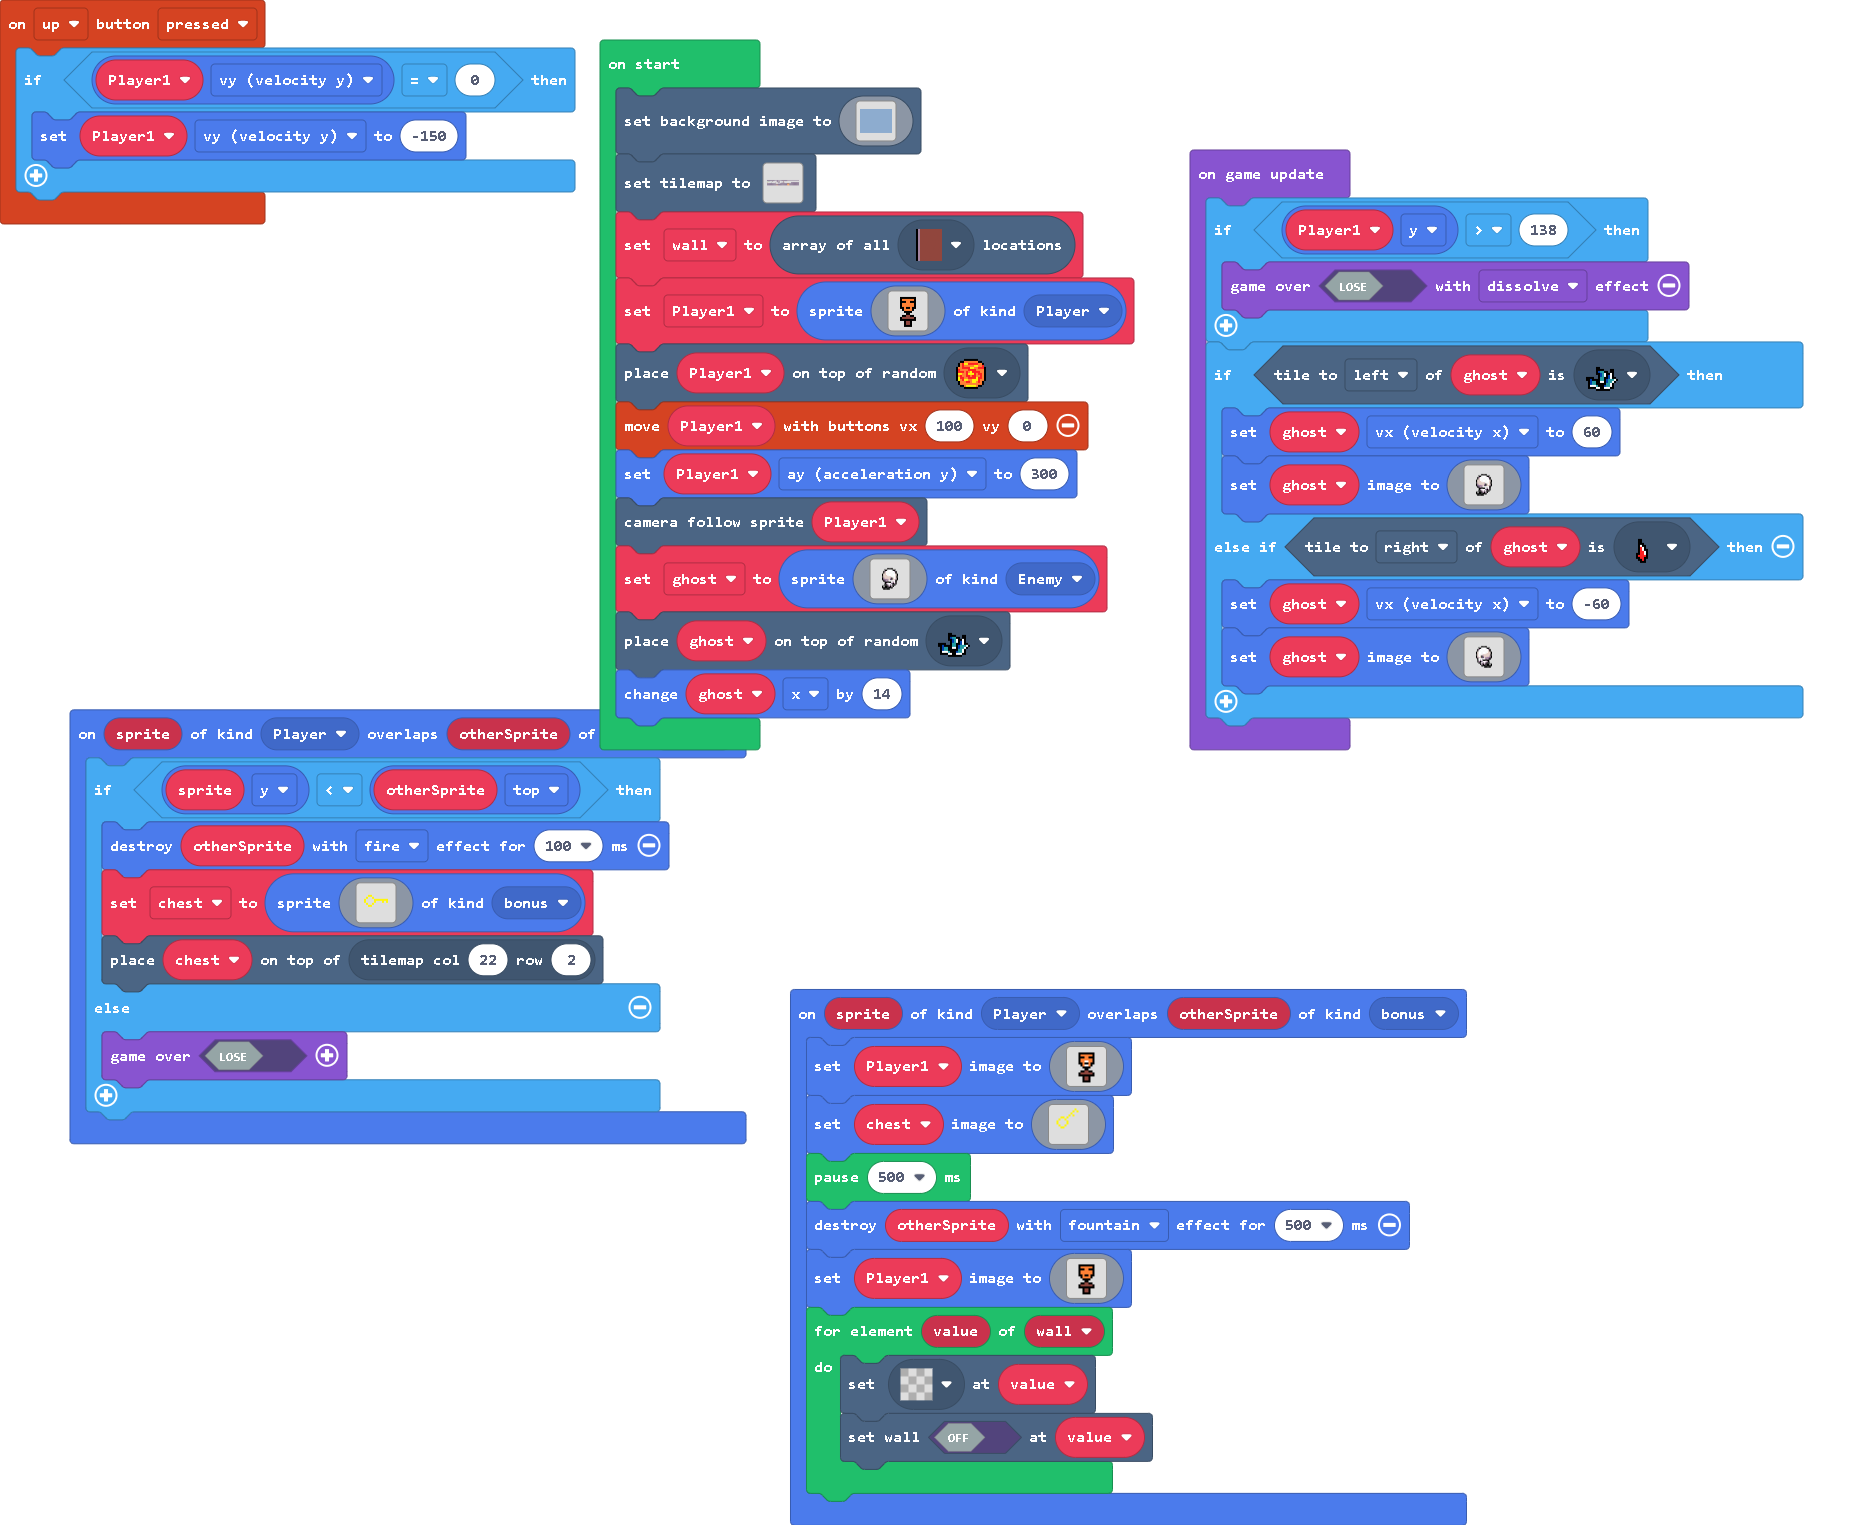 on up button pressed
if Player1 vy (velocity y) = 0 then
set Player1 vy (velocity y) to -150
on start
set background image to
set tilemap to
set wall to array of all locations
set Player1 to sprite of kind Player
place Player1 on top of random
move Player1 with buttons vx 100 vy 0
set Player1 ay (acceleration y) to 300
camera follow sprite Player1
set ghost to sprite of kind Enemy
place ghost on top of random
change ghost x by 14
on game update
if Player1 y > 138 then
game over LOSE with dissolve effect
if tile to left of ghost is then
set ghost vx (velocity x) to 60
set ghost image to
else if tile to right of ghost is then
set ghost vx (velocity x) to -60
set ghost image to
on sprite of kind Player overlaps otherSprite of
if sprite y < otherSprite top then
destroy otherSprite with fire effect for 100 ms
set chest to sprite of kind bonus
place chest on top of tilemap col 22 row 2
else
game over LOSE
on sprite of kind Player overlaps otherSprite of kind bonus
set Player1 image to
set chest image to
pause 500 ms
destroy otherSprite with fountain effect for 500 ms
set Player1 image to
for element value of wall
do
set at value
set wall OFF at value